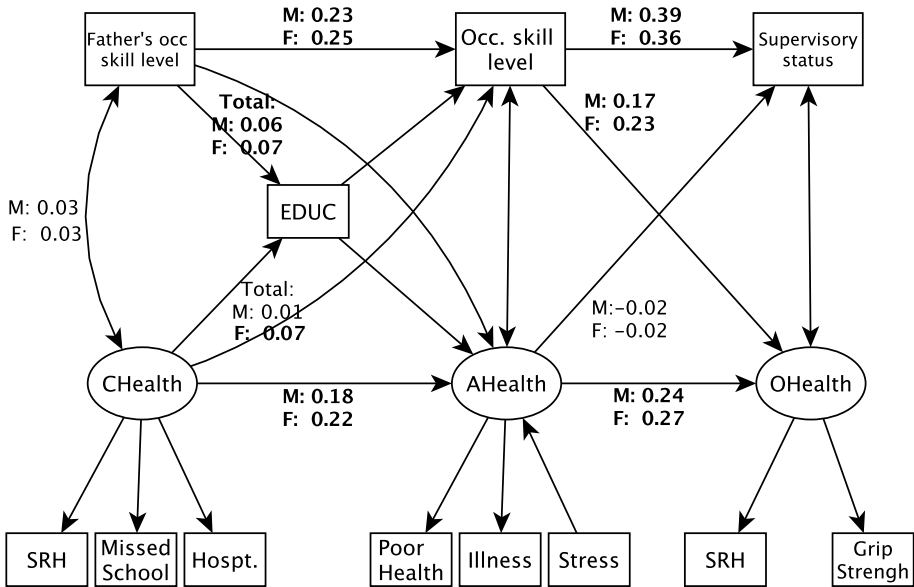 Father's occ
skill level
M: 0.23
F: 0.25
Occ. skill
level
M: 0.39
F: 0.36
Supervisory
status
Total:
M: 0.06
F: 0.07
M: 0.17
F: 0.23
EDUC
M: 0.03
F: 0.03
Total:
M: 0.01
F: 0.07
M:-0.02
F: -0.02
CHealth
M: 0.18
F: 0.22
AHealth
M: 0.24
F: 0.27
OHealth
SRH
Missed
School
Hospt.
Poor
Health
Illness
Stress
SRH
Grip
Strengh